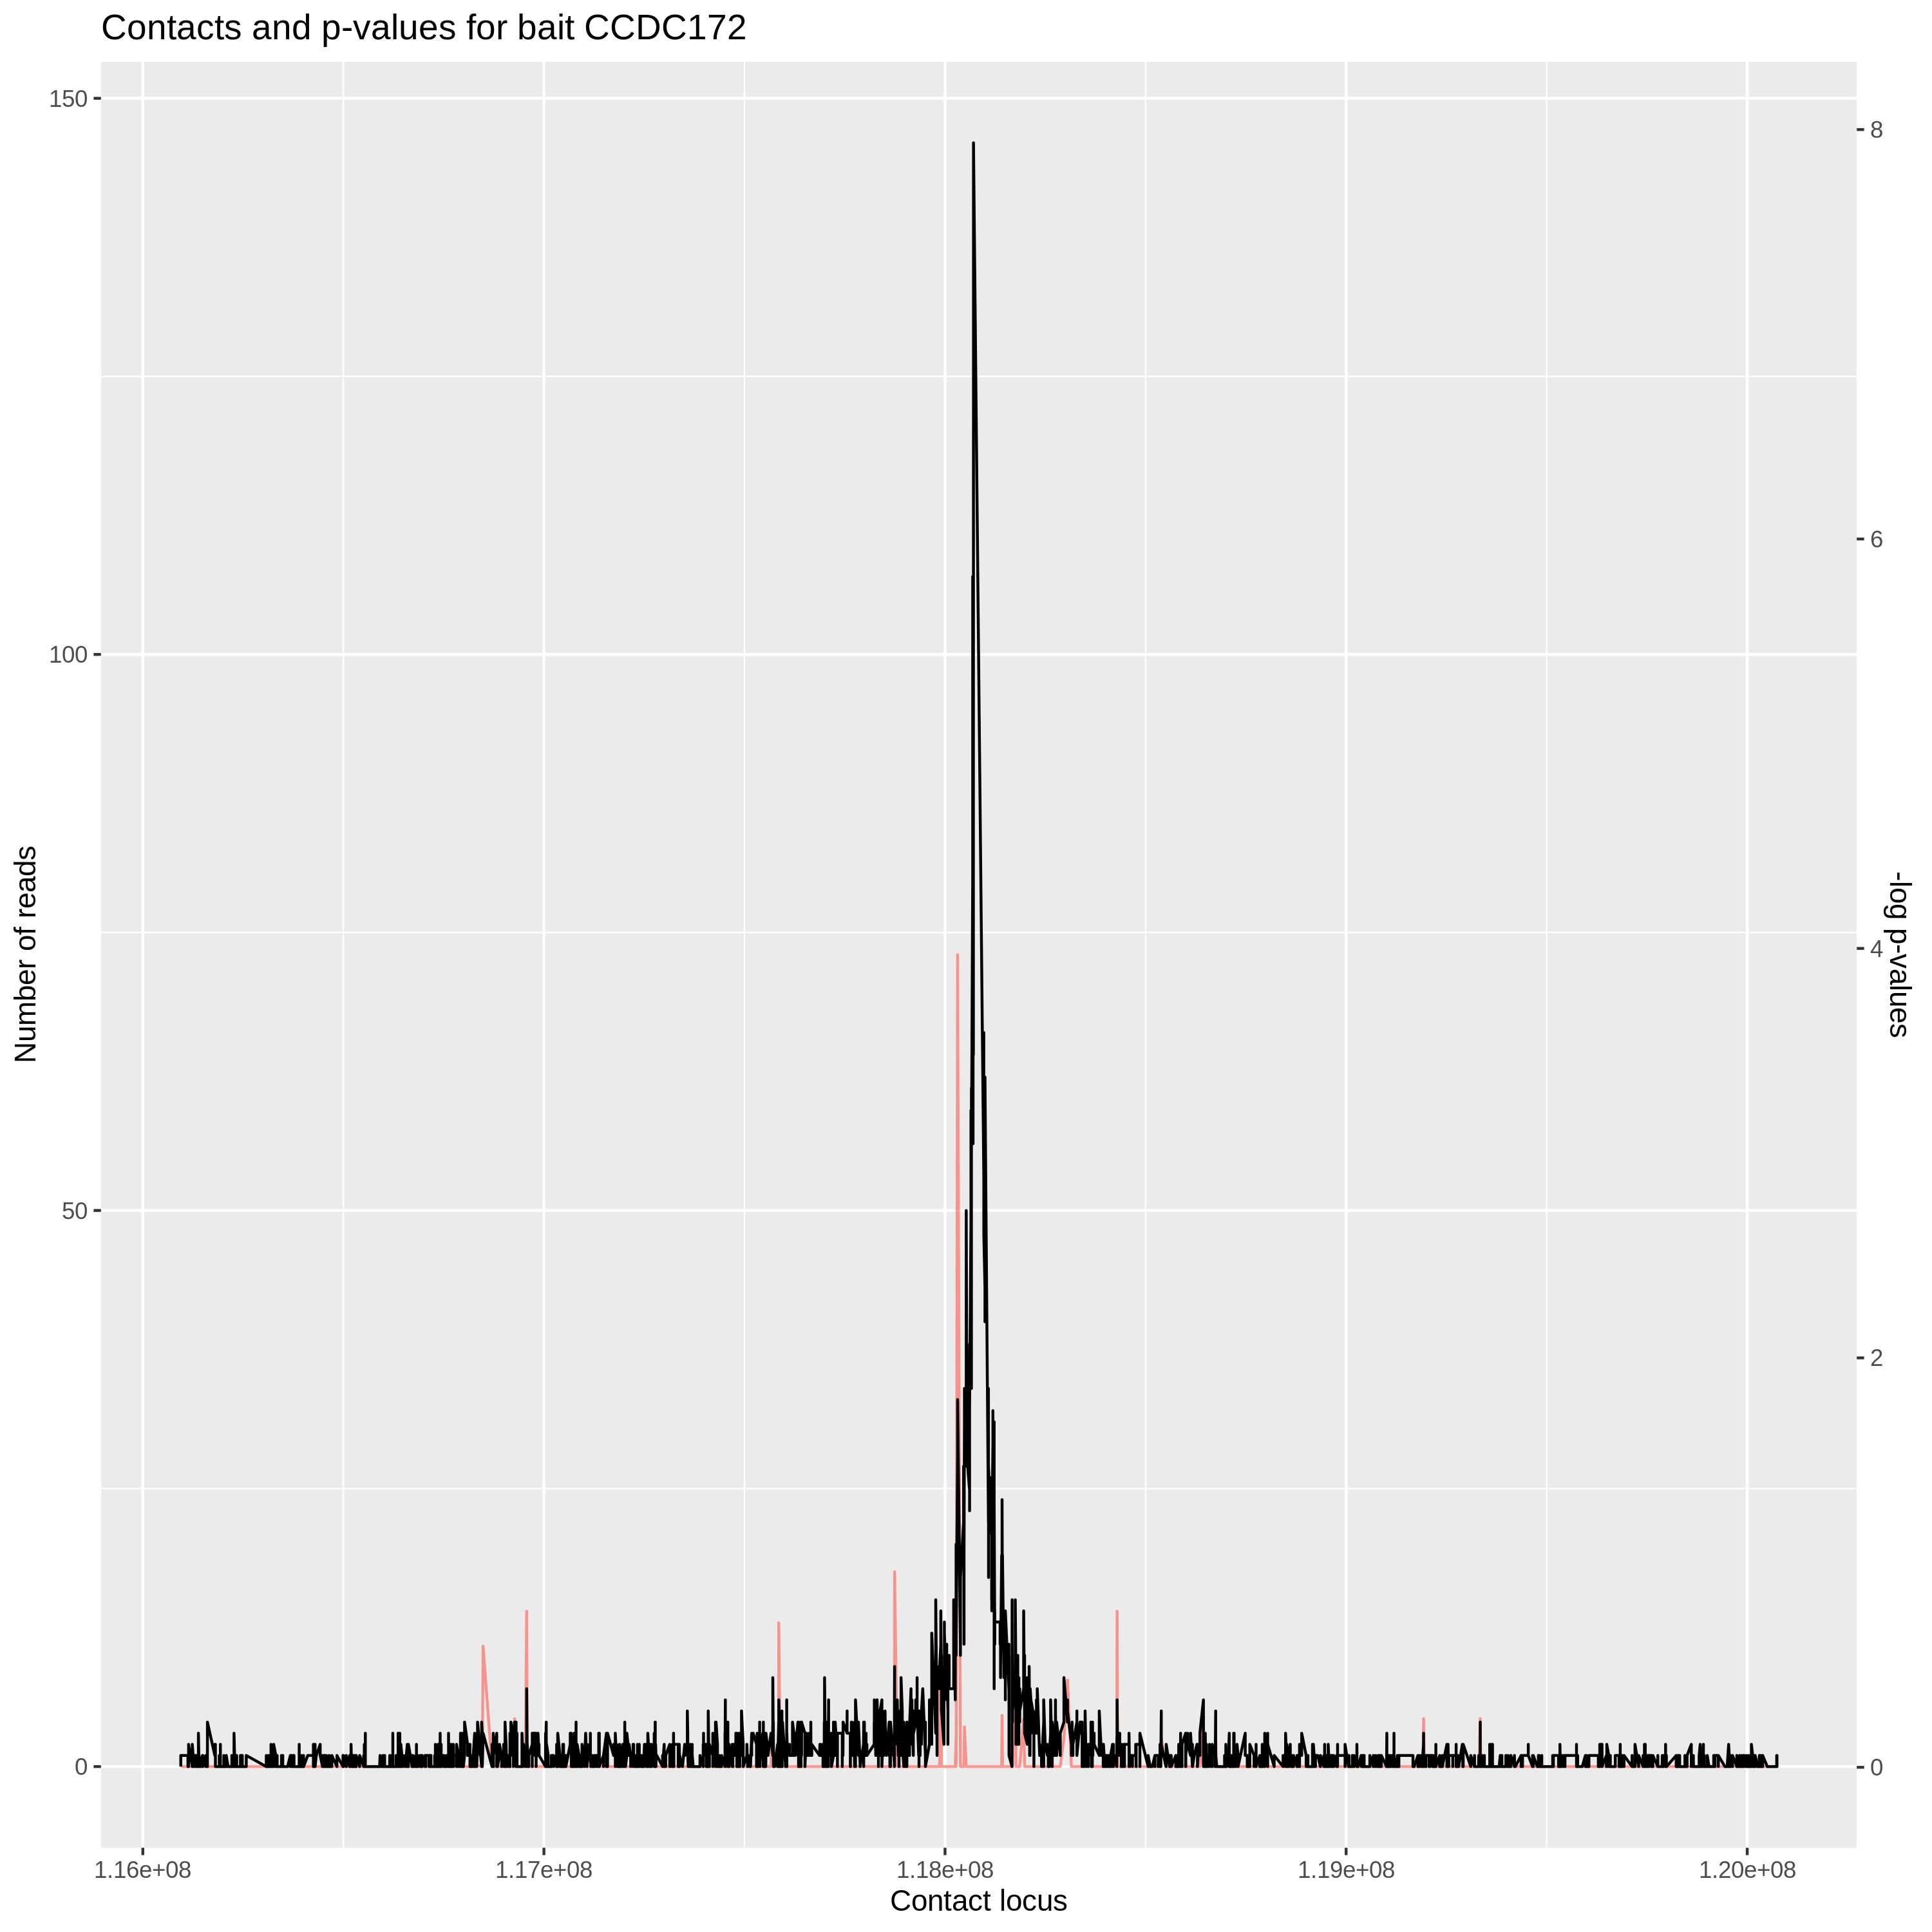 Contacts and p-values for bait CCDC172
150
100
50
0
Number of reads
8
6
4
2
0
-log p-values
1.16e+08
1.17e+08
1.18e+08
1.19e+08
1.20e+08
Contact locus